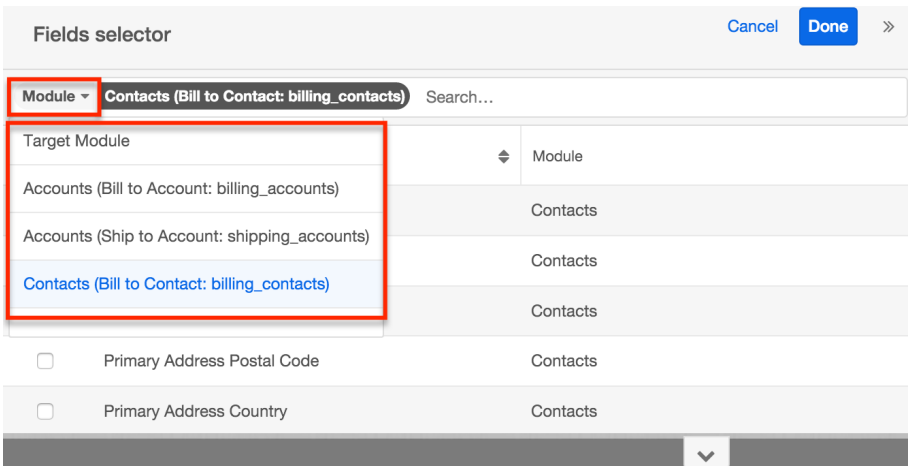 Fields selector
Cancel
Done
Module
Contacts (Bill to Contact: billing_contacts)
Search...
Target Module
Accounts (Bill to Account: billing_accounts)
Accounts (Ship to Account: shipping_accounts)
Contacts (Bill to Contact: billing_contacts)
Module
Contacts
Contacts
Contacts
Primary Address Postal Code
Contacts
Primary Address Country
Contacts